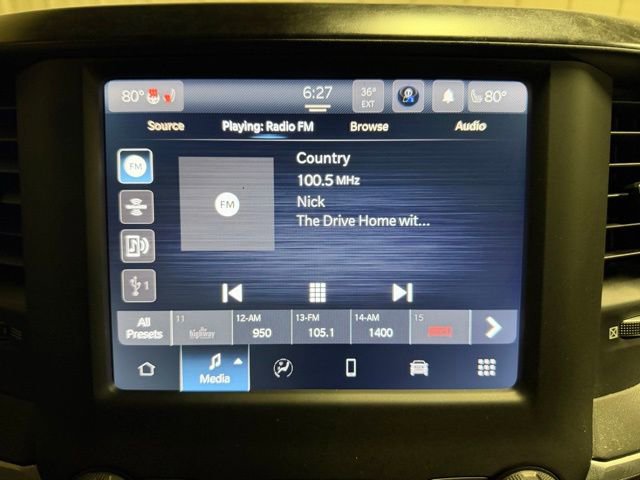 80° 6:27 36° EXT 80°
Source Playing: Radio FM Browse Audio
FM
Country
100.5 MHz
FM
Nick
The Drive Home wit...
1
All Presets
11 highway
12-AM 950
13-FM 105.1
14-AM 1400
15
Media